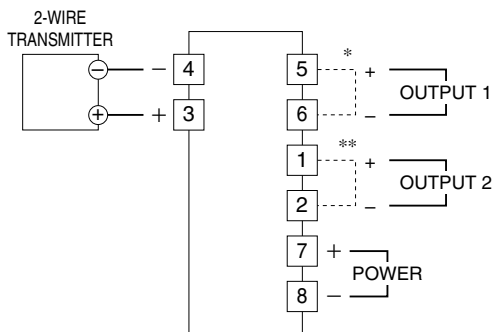 2-WIRE
TRANSMITTER
− − 4
+ + 3
5 * +
OUTPUT 1
6 −
1 ** +
OUTPUT 2
2 −
7 +
POWER
8 −